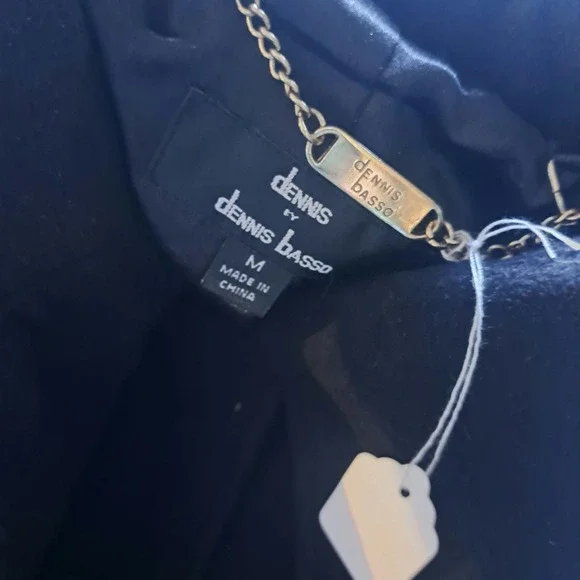 dENNIS
bASSO
dENNIS
BY
dENNIS bASSO
M
MADE IN
CHINA